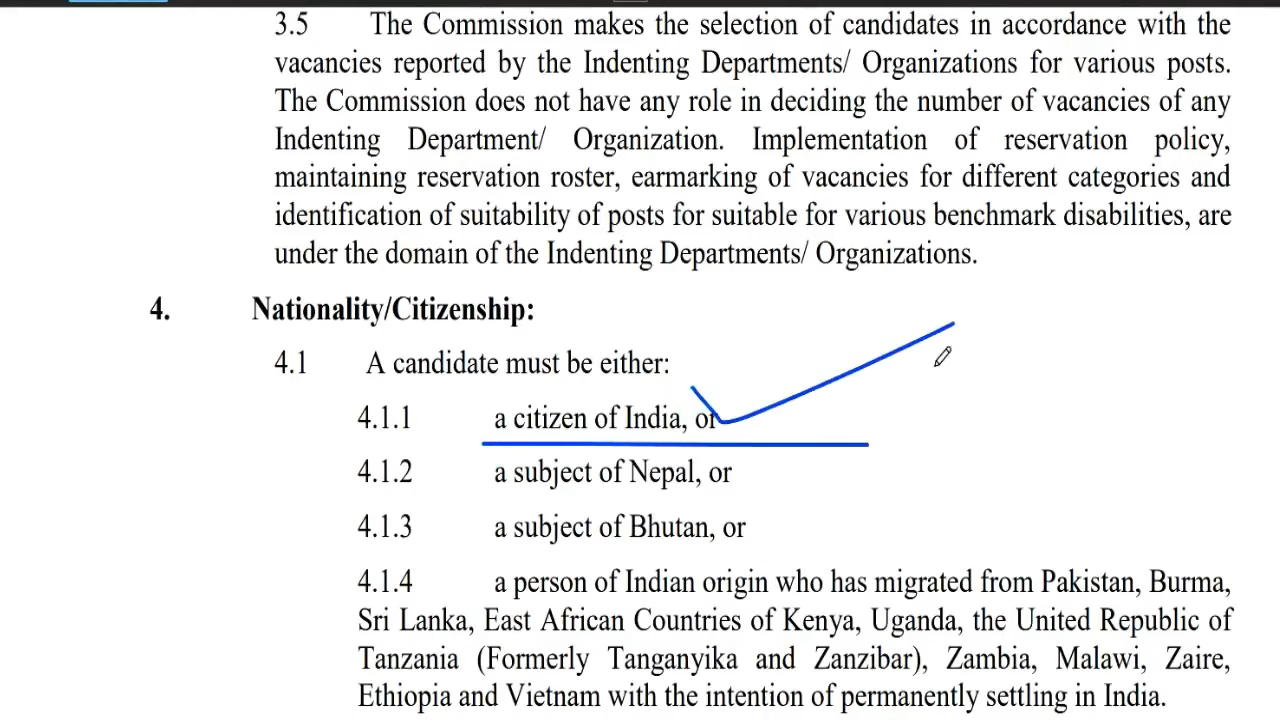 3.5 The Commission makes the selection of candidates in accordance with the
vacancies reported by the Indenting Departments/ Organizations for various posts.
The Commission does not have any role in deciding the number of vacancies of any
Indenting Department/ Organization. Implementation of reservation policy,
maintaining reservation roster, earmarking of vacancies for different categories and
identification of suitability of posts for suitable for various benchmark disabilities, are
under the domain of the Indenting Departments/ Organizations.
4. Nationality/Citizenship:
4.1 A candidate must be either:
4.1.1 a citizen of India, or
4.1.2 a subject of Nepal, or
4.1.3 a subject of Bhutan, or
4.1.4 a person of Indian origin who has migrated from Pakistan, Burma,
Sri Lanka, East African Countries of Kenya, Uganda, the United Republic of
Tanzania (Formerly Tanganyika and Zanzibar), Zambia, Malawi, Zaire,
Ethiopia and Vietnam with the intention of permanently settling in India.